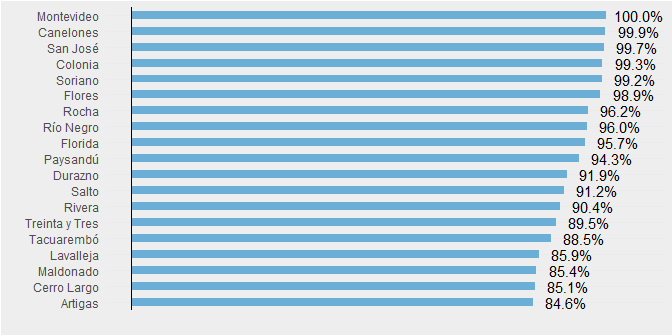 Montevideo 100.0%
Canelones 99.9%
San José 99.7%
Colonia 99.3%
Soriano 99.2%
Flores 98.9%
Rocha 96.2%
Río Negro 96.0%
Florida 95.7%
Paysandú 94.3%
Durazno 91.9%
Salto 91.2%
Rivera 90.4%
Treinta y Tres 89.5%
Tacuarembó 88.5%
Lavalleja 85.9%
Maldonado 85.4%
Cerro Largo 85.1%
Artigas 84.6%